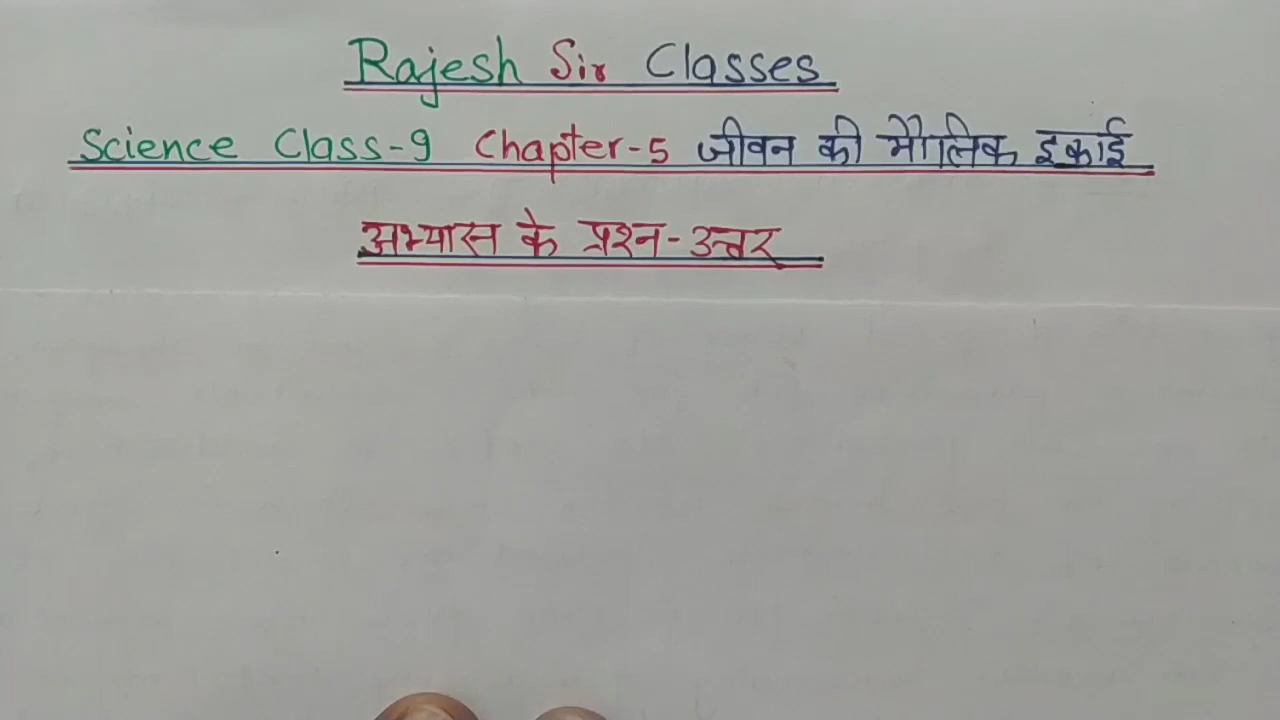 Rajesh Sir Classes
Science Class-9 Chapter-5 जीवन की मौलिक इकाई
अभ्यास के प्रश्न-उत्तर